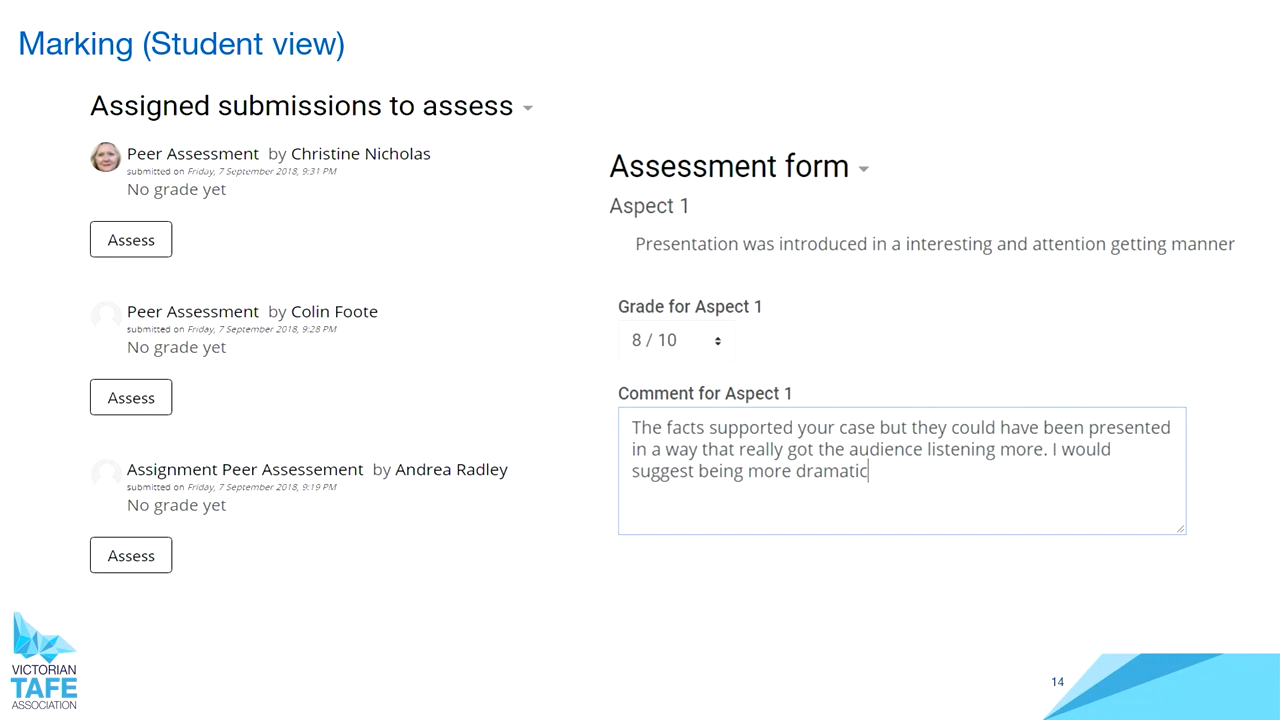 Marking (Student view)
Assigned submissions to assess
Peer Assessment by Christine Nicholas
submitted on Friday, 7 September 2018, 9:31 PM
No grade yet
Assess
Peer Assessment by Colin Foote
submitted on Friday, 7 September 2018, 9:28 PM
No grade yet
Assess
Assignment Peer Assessement by Andrea Radley
submitted on Friday, 7 September 2018, 9:19 PM
No grade yet
Assess
Assessment form
Aspect 1
Presentation was introduced in a interesting and attention getting manner
Grade for Aspect 1
8 / 10
Comment for Aspect 1
The facts supported your case but they could have been presented
in a way that really got the audience listening more. I would
suggest being more dramatic
VICTORIAN
TAFE
ASSOCIATION
14